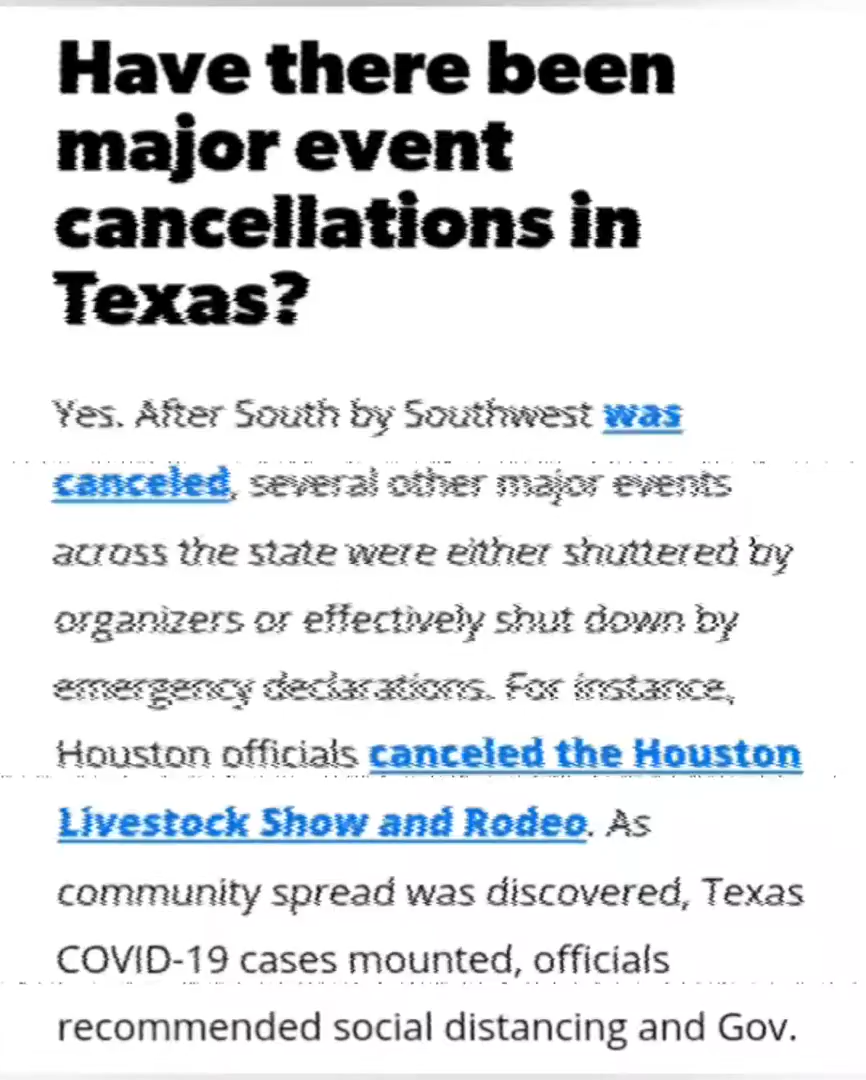 Have there been
major event
cancellations in
Texas?
Yes. After South by Southwest was
canceled, several other major events
across the state were either shuttered by
organizers or effectively shut down by
emergency declarations. For instance,
Houston officials canceled the Houston
Livestock Show and Rodeo. As
community spread was discovered, Texas
COVID-19 cases mounted, officials
recommended social distancing and Gov.